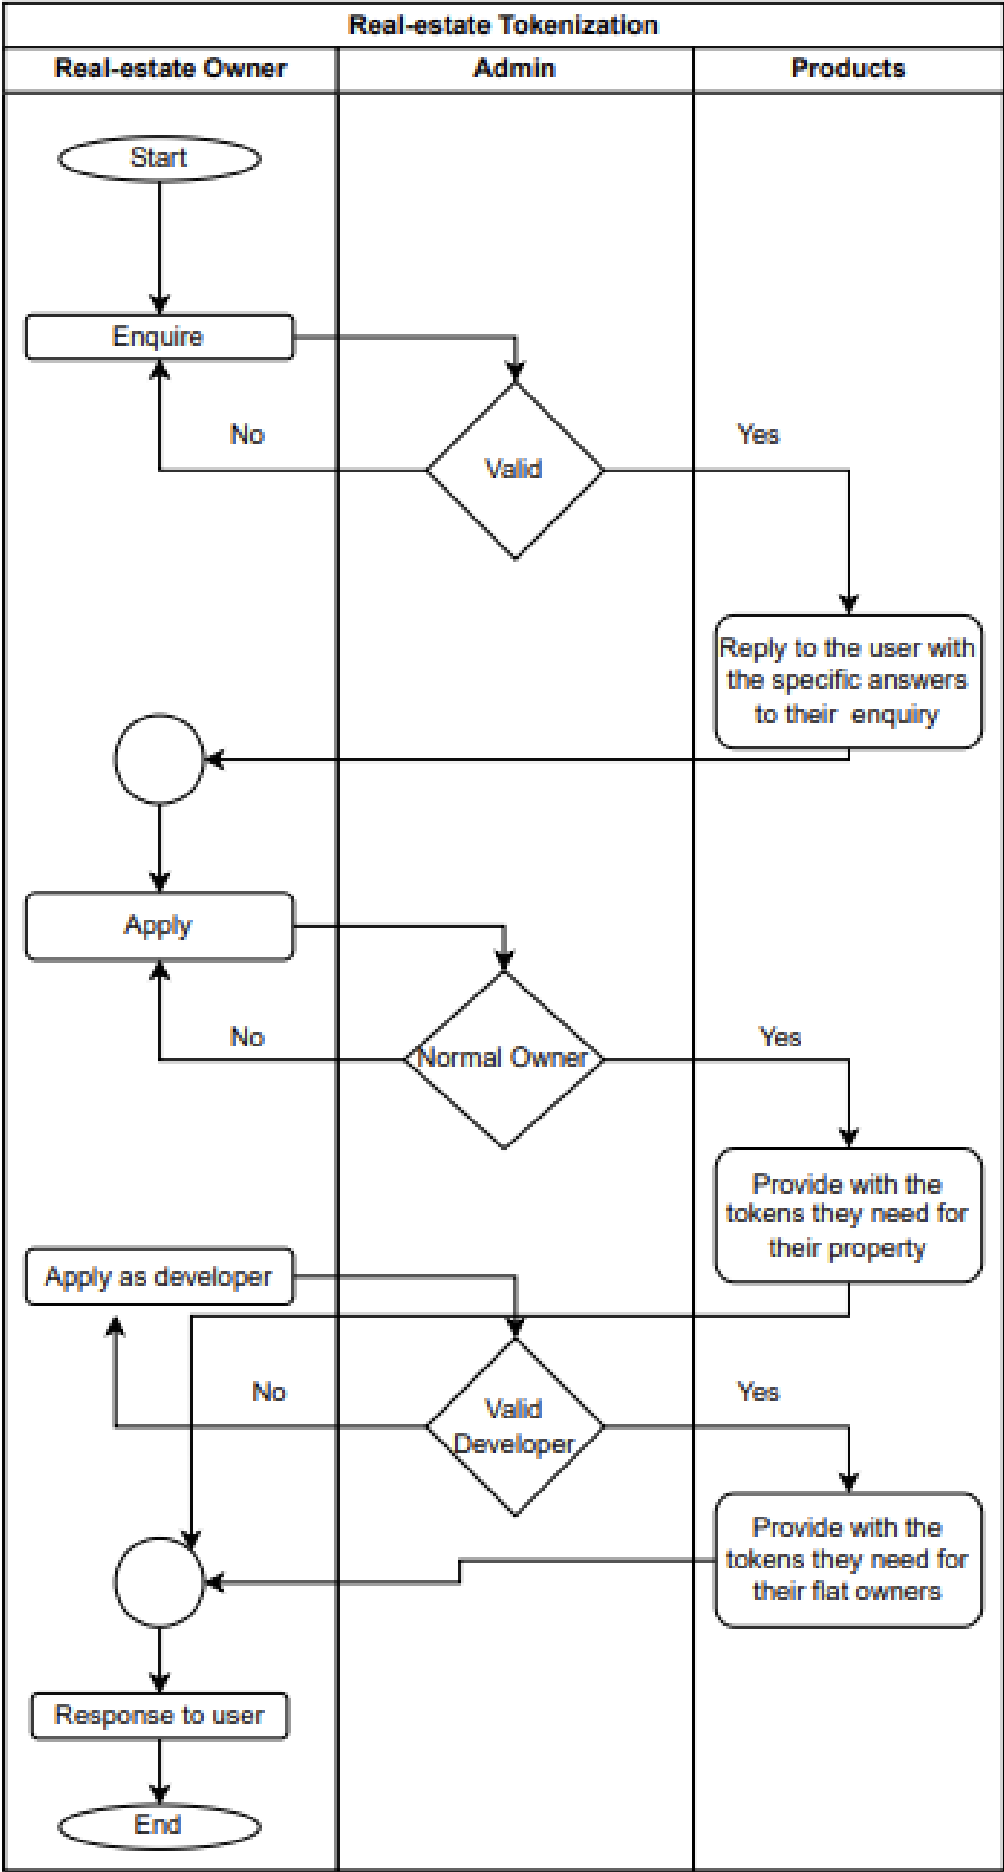 Real-estate Tokenization
Real-estate Owner
Admin
Products
Start
Enquire
No
Yes
Valid
Reply to the user with
the specific answers
to their enquiry
Apply
No
Yes
Normal Owner
Provide with the
tokens they need for
their property
Apply as developer
No
Yes
Valid
Developer
Provide with the
tokens they need for
their flat owners
Response to user
End